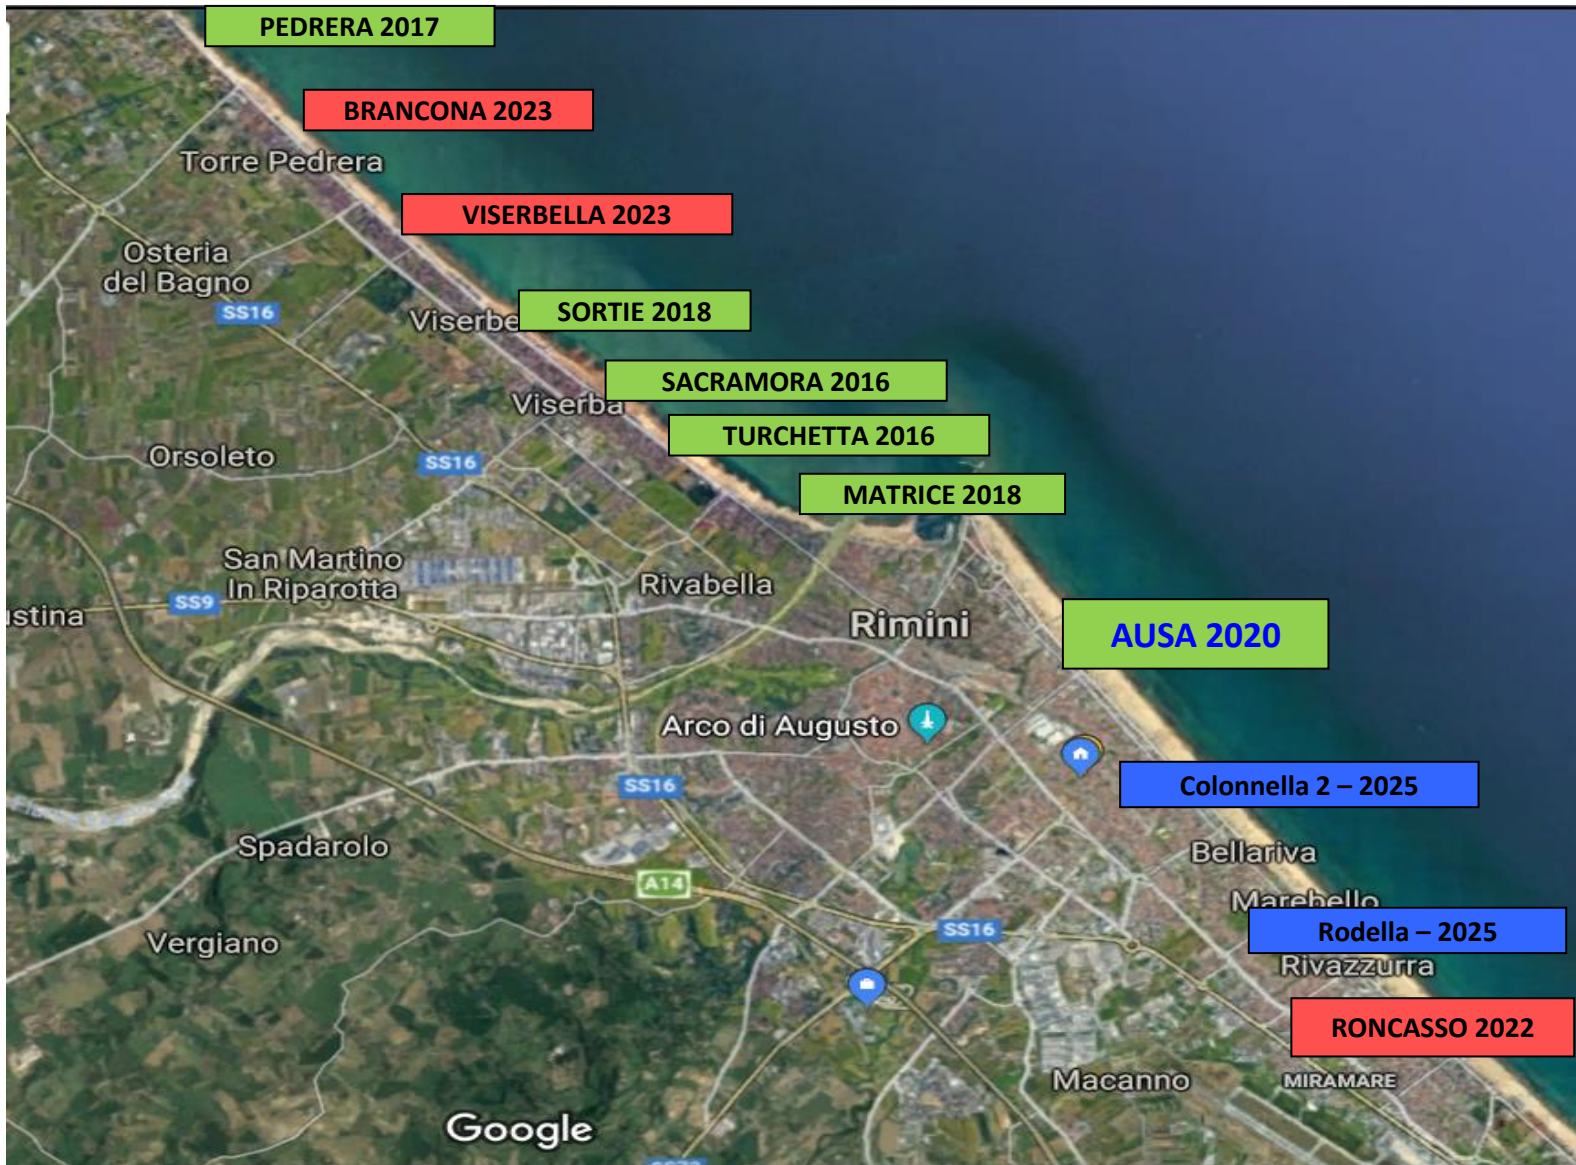 PEDRERA 2017
BRANCONA 2023
Torre Pedrera
VISERBELLA 2023
Osteria
del Bagno
SS16
SORTIE 2018
Viserbe
SACRAMORA 2016
Viserba
TURCHETTA 2016
Orsoleto
SS16
MATRICE 2018
San Martino
In Riparotta
Rivabella
SS9
ustina
Rimini
AUSA 2020
Arco di Augusto
SS16
Colonnella 2 – 2025
Spadarolo
Bellariva
A14
Marebello
Vergiano
SS16
Rodella – 2025
Rivazzurra
RONCASSO 2022
Macanno
MIRAMARE
Google